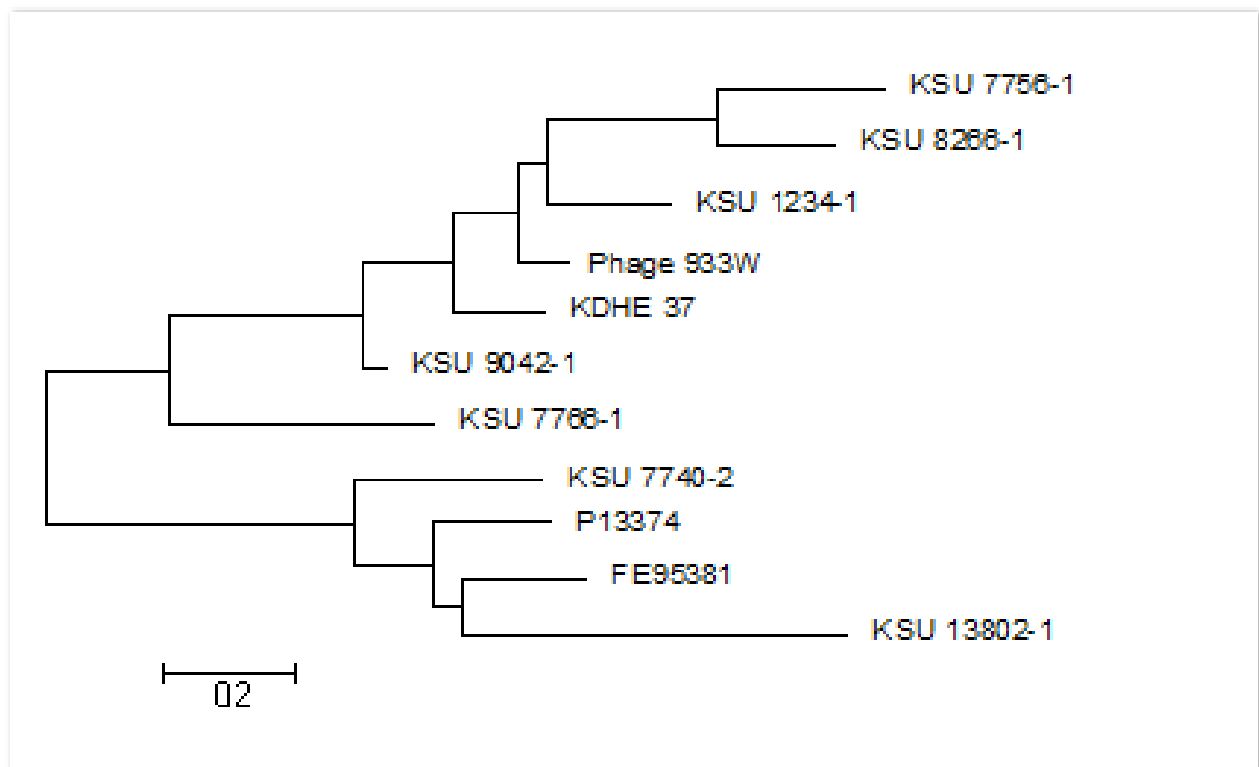 KSU 7756-1
KSU 8266-1
KSU 1234-1
Phage 933W
KDHE 37
KSU 9042-1
KSU 7766-1
KSU 7740-2
P13374
FE95381
KSU 13802-1
02